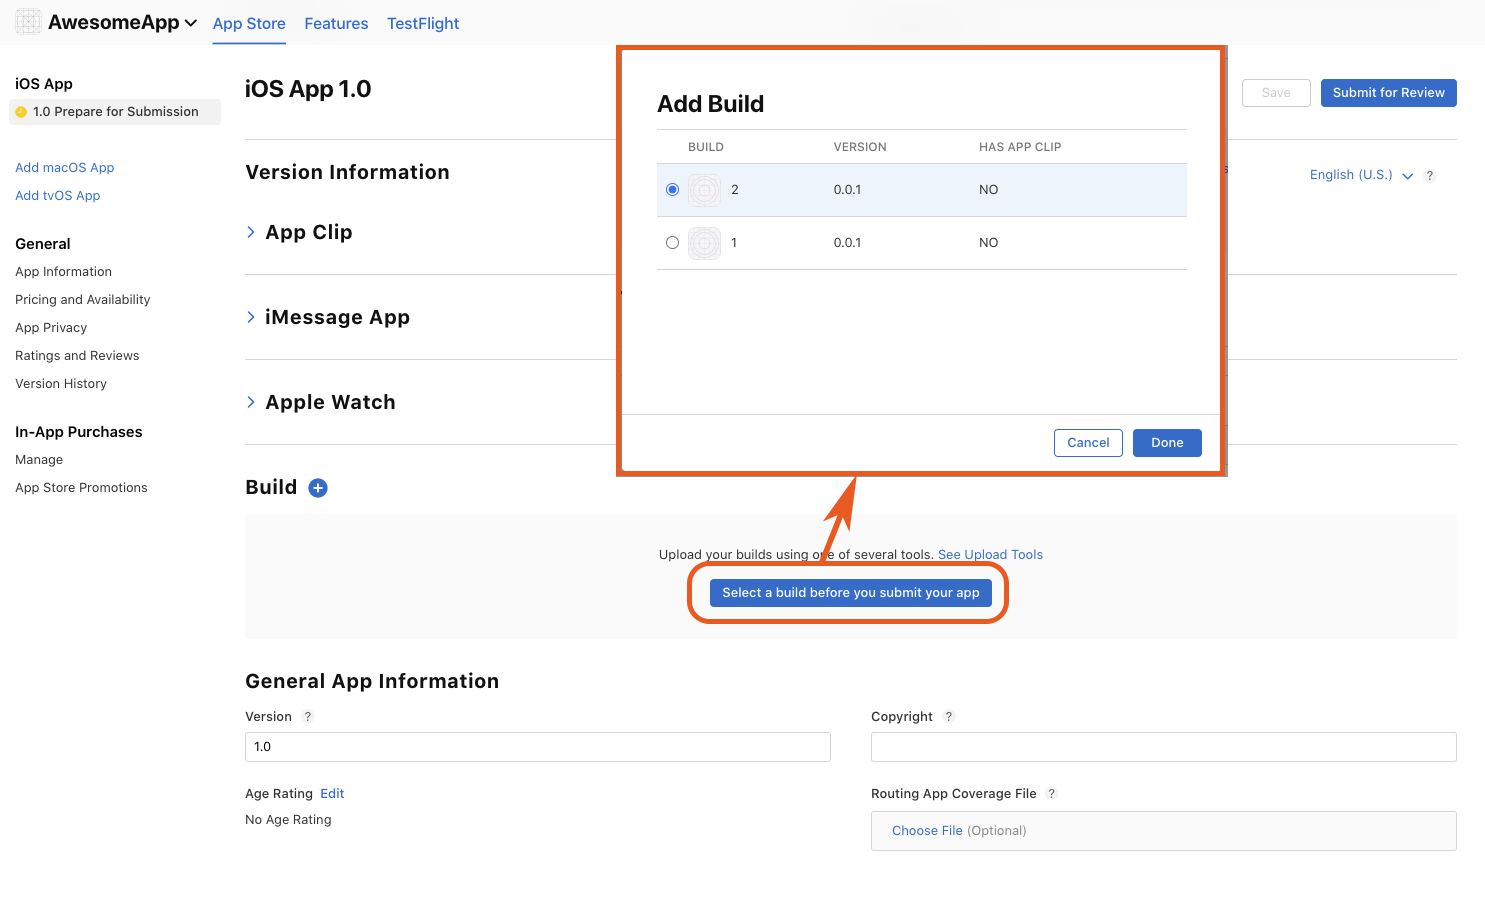 AwesomeApp
App Store
Features
TestFlight
iOS App
1.0 Prepare for Submission
Add macOS App
Add tvOS App
General
App Information
Pricing and Availability
App Privacy
Ratings and Reviews
Version History
In-App Purchases
Manage
App Store Promotions
iOS App 1.0
Save
Submit for Review
Version Information
English (U.S.)
?
App Clip
iMessage App
Apple Watch
Add Build
BUILD VERSION HAS APP CLIP
2 0.0.1 NO
1 0.0.1 NO
Cancel
Done
Build
Upload your builds using one of several tools. See Upload Tools
Select a build before you submit your app
General App Information
Version ?
1.0
Copyright ?
Age Rating Edit
No Age Rating
Routing App Coverage File ?
Choose File (Optional)